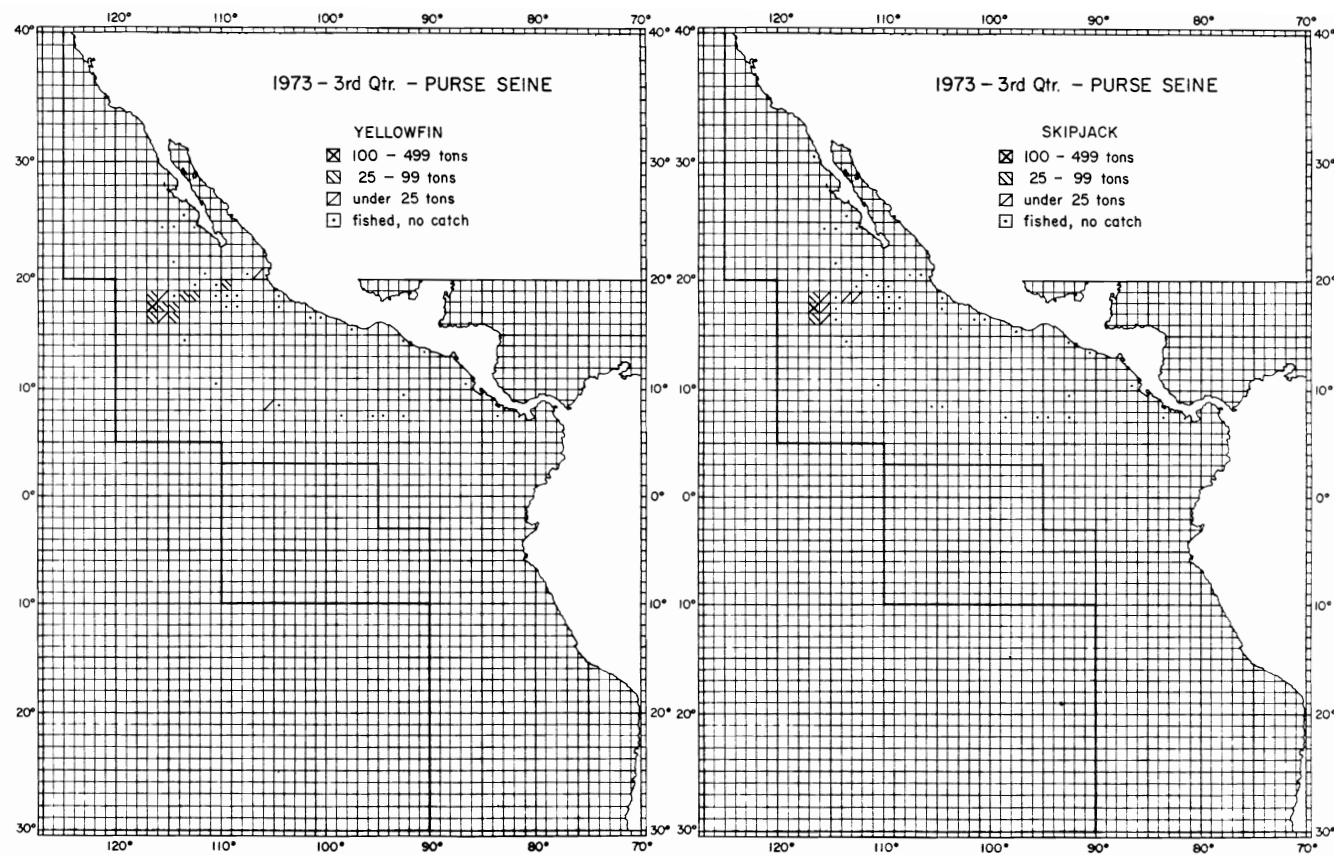 120° 110° 100° 90° 80° 70°
40° 40°
1973 – 3rd Qtr. – PURSE SEINE
YELLOWFIN
100 – 499 tons
25 – 99 tons
under 25 tons
fished, no catch
30° 30°
20° 20°
10° 10°
0° 0°
10° 10°
20° 20°
30° 30°
120° 110° 100° 90° 80° 70°
120° 110° 100° 90° 80° 70°
40° 40°
1973 – 3rd Qtr. – PURSE SEINE
SKIPJACK
100 – 499 tons
25 – 99 tons
under 25 tons
fished, no catch
30° 30°
20° 20°
10° 10°
0° 0°
10° 10°
20° 20°
30° 30°
120° 110° 100° 90° 80° 70°